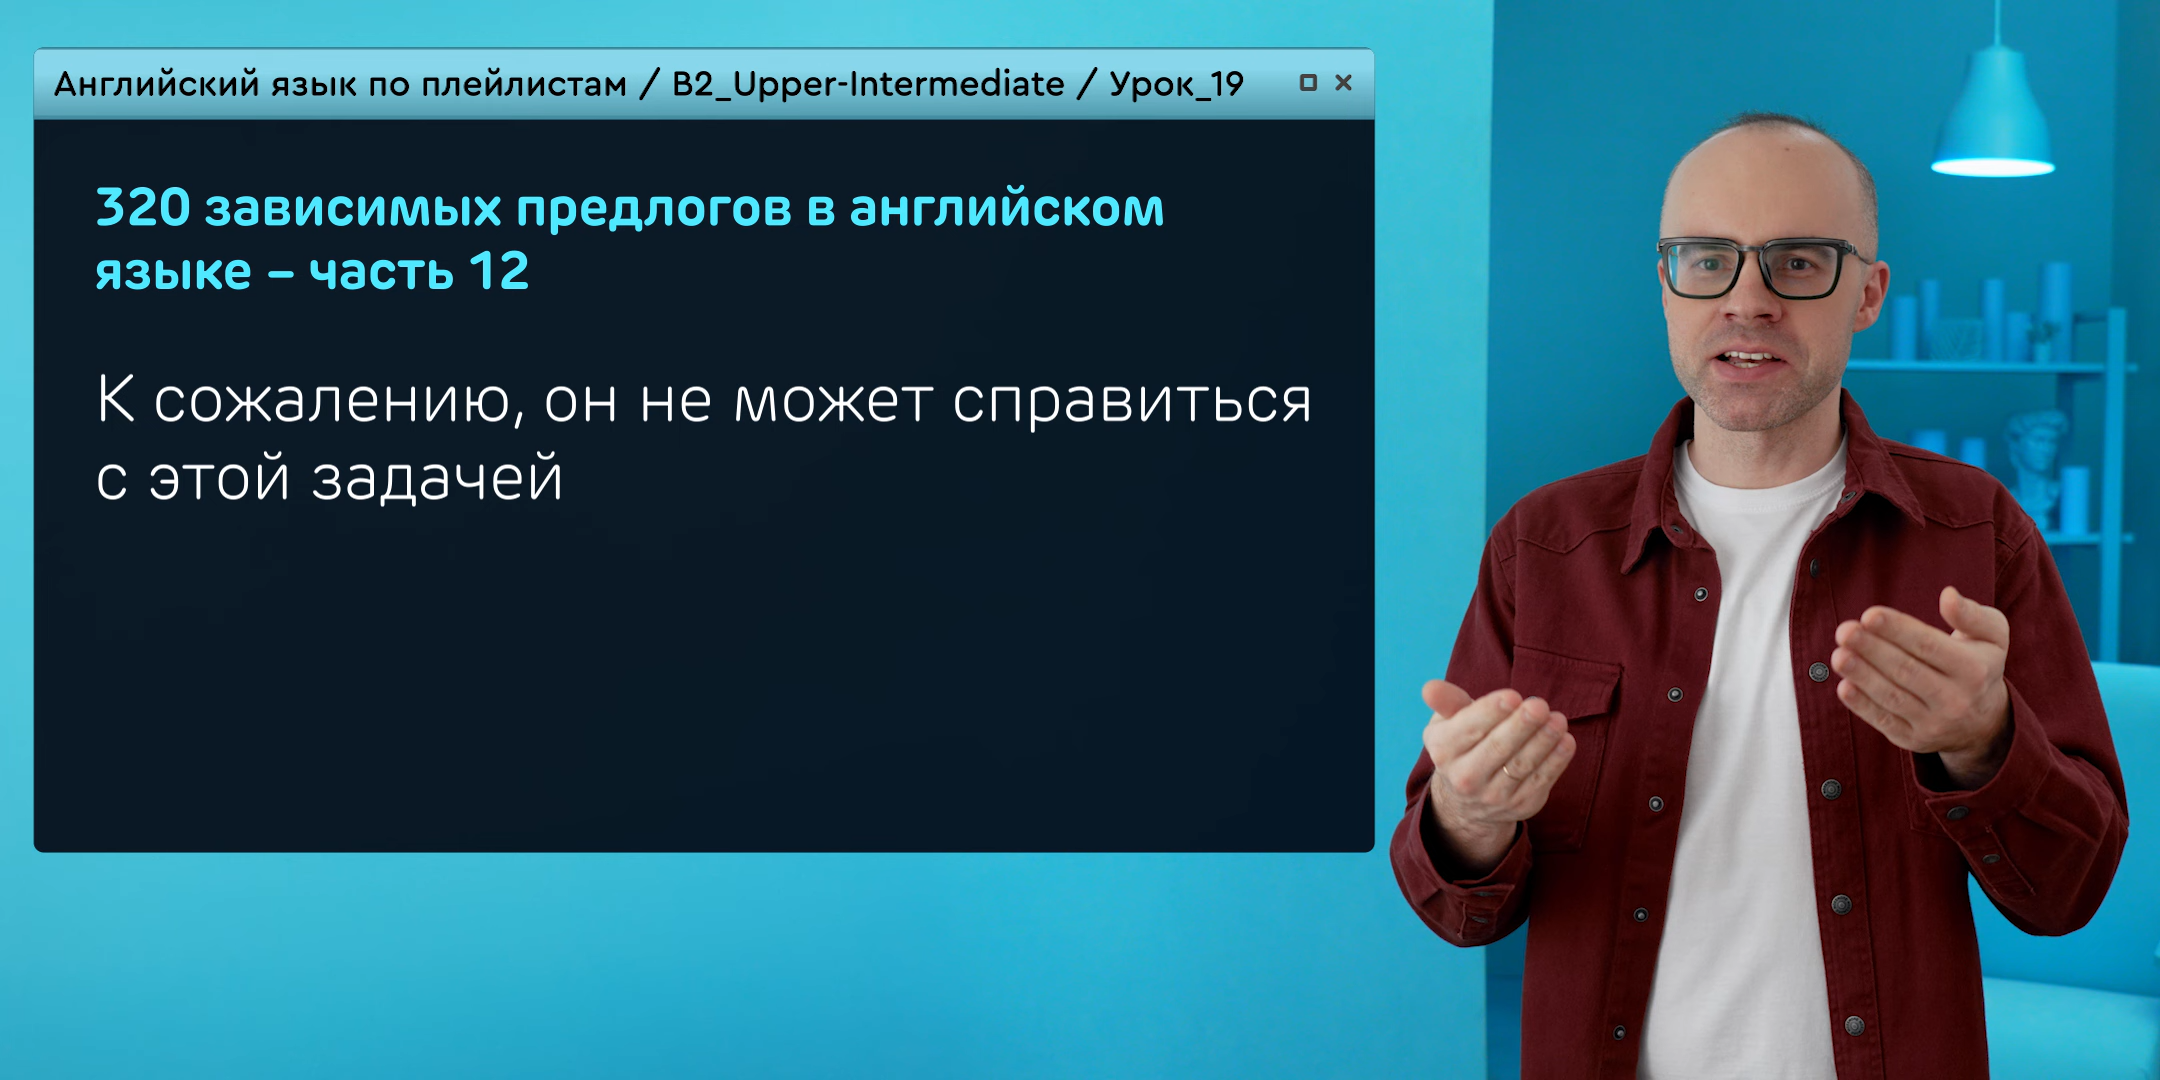 Английский язык по плейлистам / B2_Upper-Intermediate / Урок_19
320 зависимых предлогов в английском
языке – часть 12
К сожалению, он не может справиться
с этой задачей